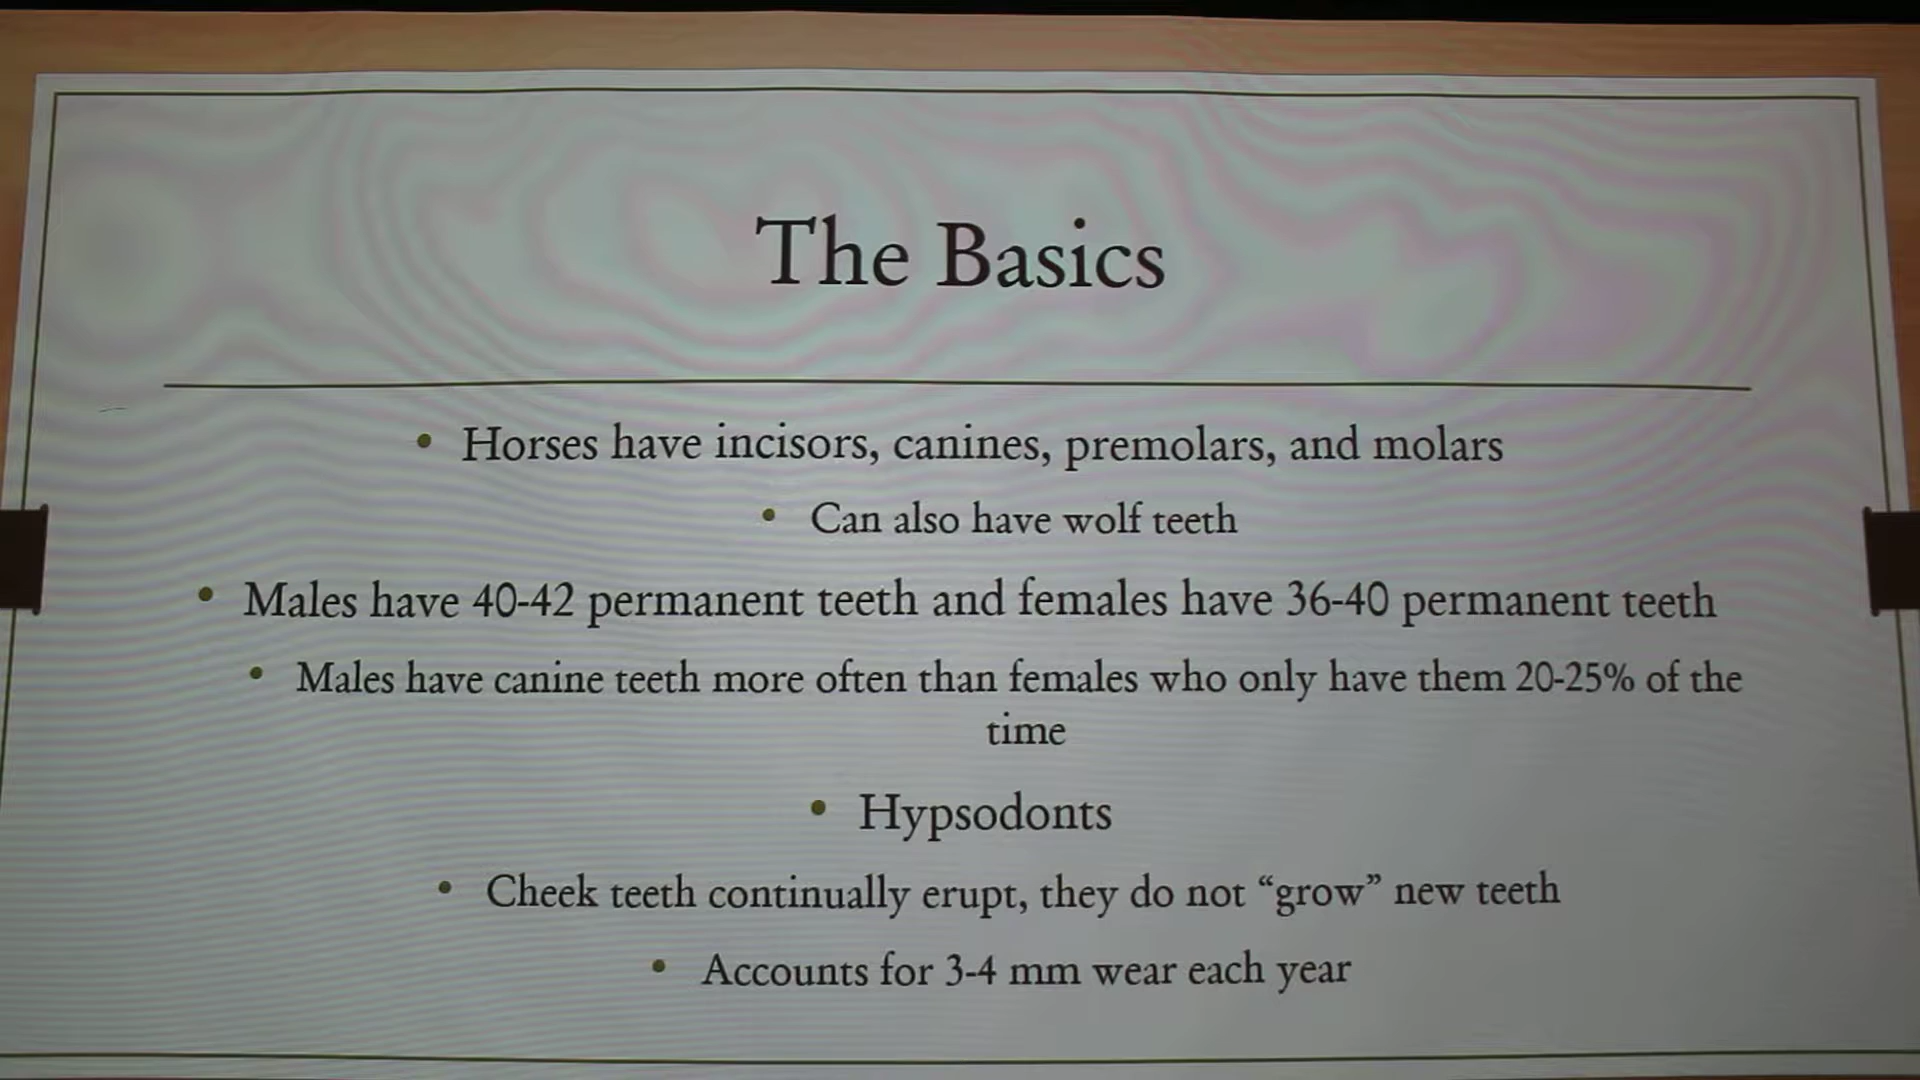 The Basics
• Horses have incisors, canines, premolars, and molars
• Can also have wolf teeth
• Males have 40-42 permanent teeth and females have 36-40 permanent teeth
• Males have canine teeth more often than females who only have them 20-25% of the
time
• Hypsodonts
• Cheek teeth continually erupt, they do not “grow” new teeth
• Accounts for 3-4 mm wear each year